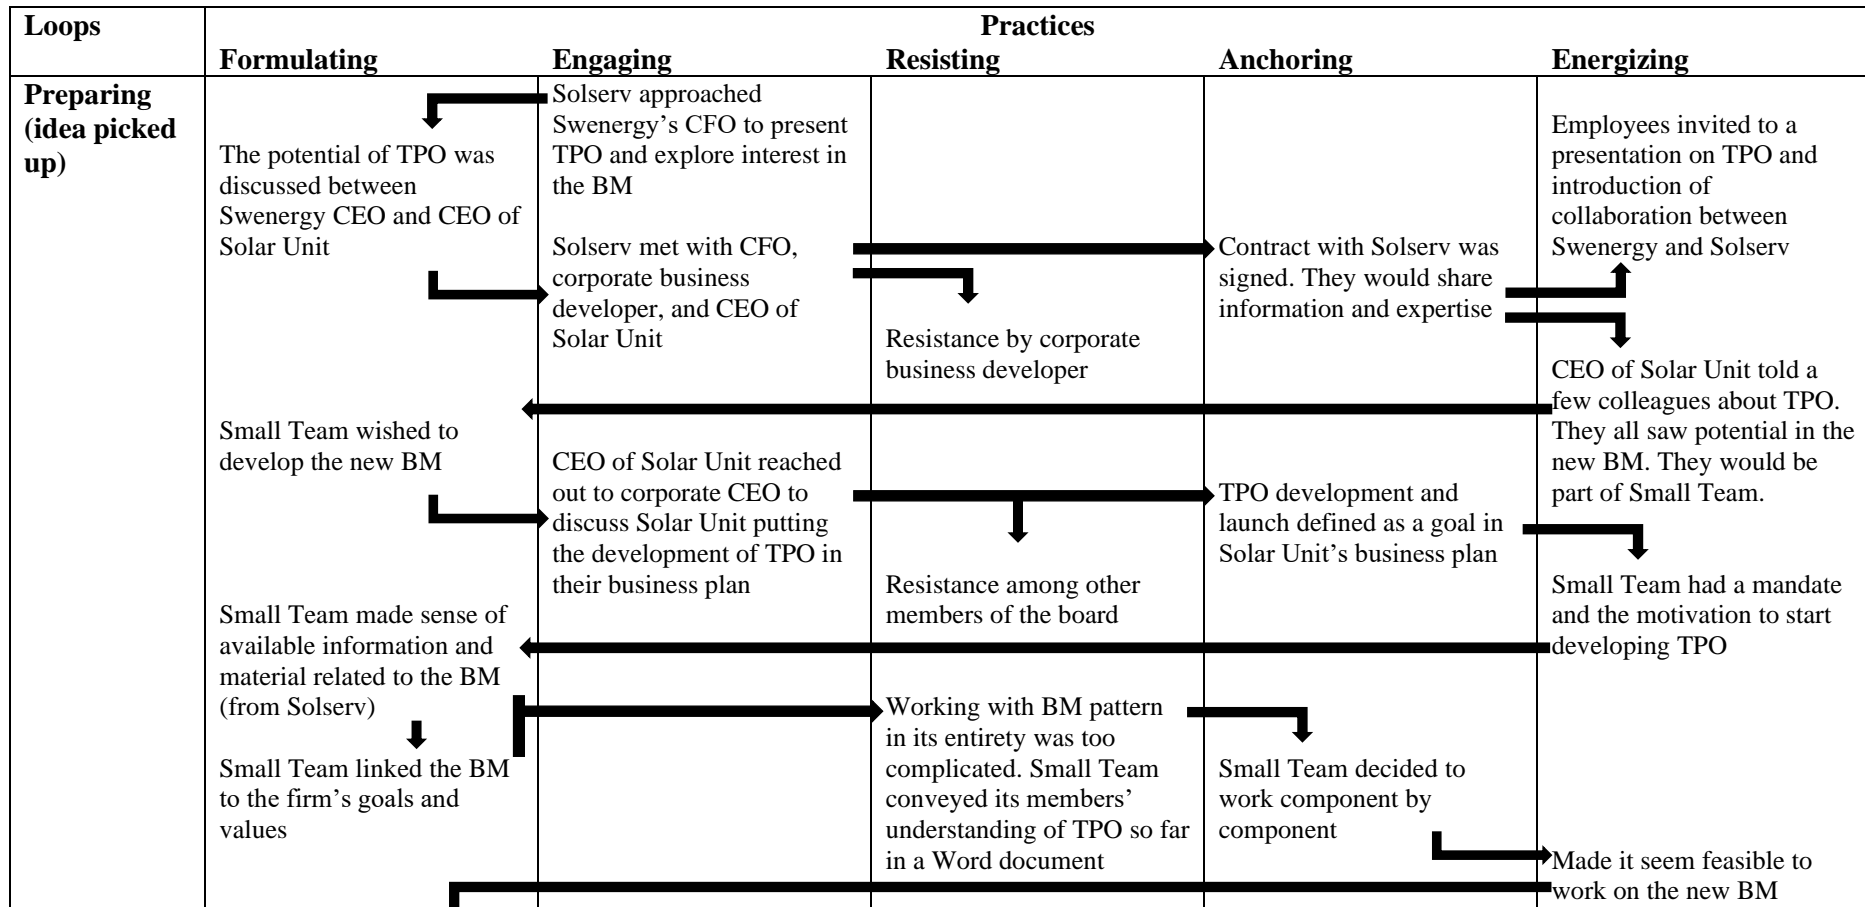 Loops
Practices
Formulating
Engaging
Resisting
Anchoring
Energizing
Preparing
(idea picked
up)
The potential of TPO was
discussed between
Swenergy CEO and CEO of
Solar Unit
Small Team wished to
develop the new BM
Small Team made sense of
available information and
material related to the BM
(from Solserv)
Small Team linked the BM
to the firm’s goals and
values
Solserv approached
Swenergy’s CFO to present
TPO and explore interest in
the BM
Solserv met with CFO,
corporate business
developer, and CEO of
Solar Unit
CEO of Solar Unit reached
out to corporate CEO to
discuss Solar Unit putting
the development of TPO in
their business plan
Resistance by corporate
business developer
Resistance among other
members of the board
Working with BM pattern
in its entirety was too
complicated. Small Team
conveyed its members’
understanding of TPO so far
in a Word document
Contract with Solserv was
signed. They would share
information and expertise
TPO development and
launch defined as a goal in
Solar Unit’s business plan
Small Team decided to
work component by
component
Employees invited to a
presentation on TPO and
introduction of
collaboration between
Swenergy and Solserv
CEO of Solar Unit told a
few colleagues about TPO.
They all saw potential in the
new BM. They would be
part of Small Team.
Small Team had a mandate
and the motivation to start
developing TPO
Made it seem feasible to
work on the new BM